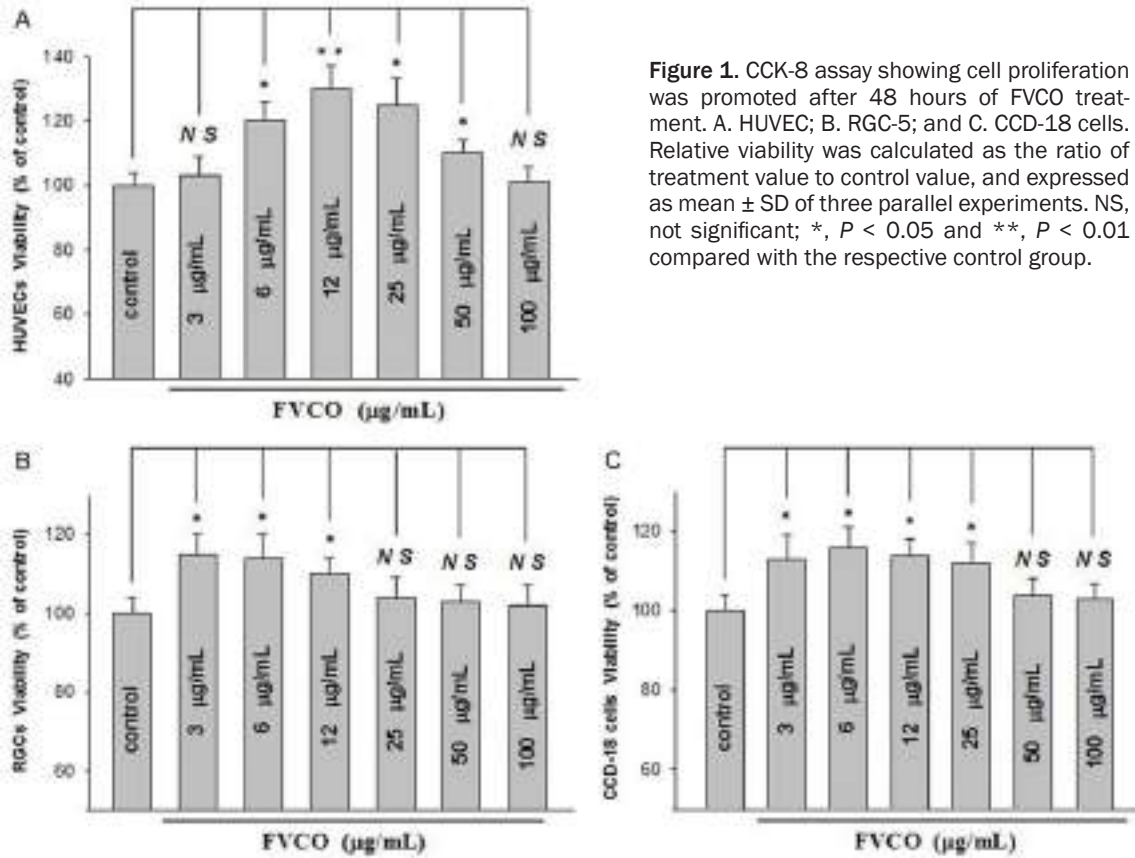 A
HUVECs Viability (% of control)
140
120
100
80
60
40
NS
*
**
*
*
NS
control
3 µg/mL
6 µg/mL
12 µg/mL
25 µg/mL
50 µg/mL
100 µg/mL
FVCO (µg/mL)
Figure 1. CCK-8 assay showing cell proliferation
was promoted after 48 hours of FVCO treat-
ment. A. HUVEC; B. RGC-5; and C. CCD-18 cells.
Relative viability was calculated as the ratio of
treatment value to control value, and expressed
as mean ± SD of three parallel experiments. NS,
not significant; *, P < 0.05 and **, P < 0.01
compared with the respective control group.
B
RGCs Viability (% of control)
120
100
80
60
*
*
*
NS
NS
NS
control
3 µg/mL
6 µg/mL
12 µg/mL
25 µg/mL
50 µg/mL
100 µg/mL
FVCO (µg/mL)
C
CCD-18 cells Viability (% of control)
120
100
80
60
*
*
*
*
NS
NS
control
3 µg/mL
6 µg/mL
12 µg/mL
25 µg/mL
50 µg/mL
100 µg/mL
FVCO (µg/mL)